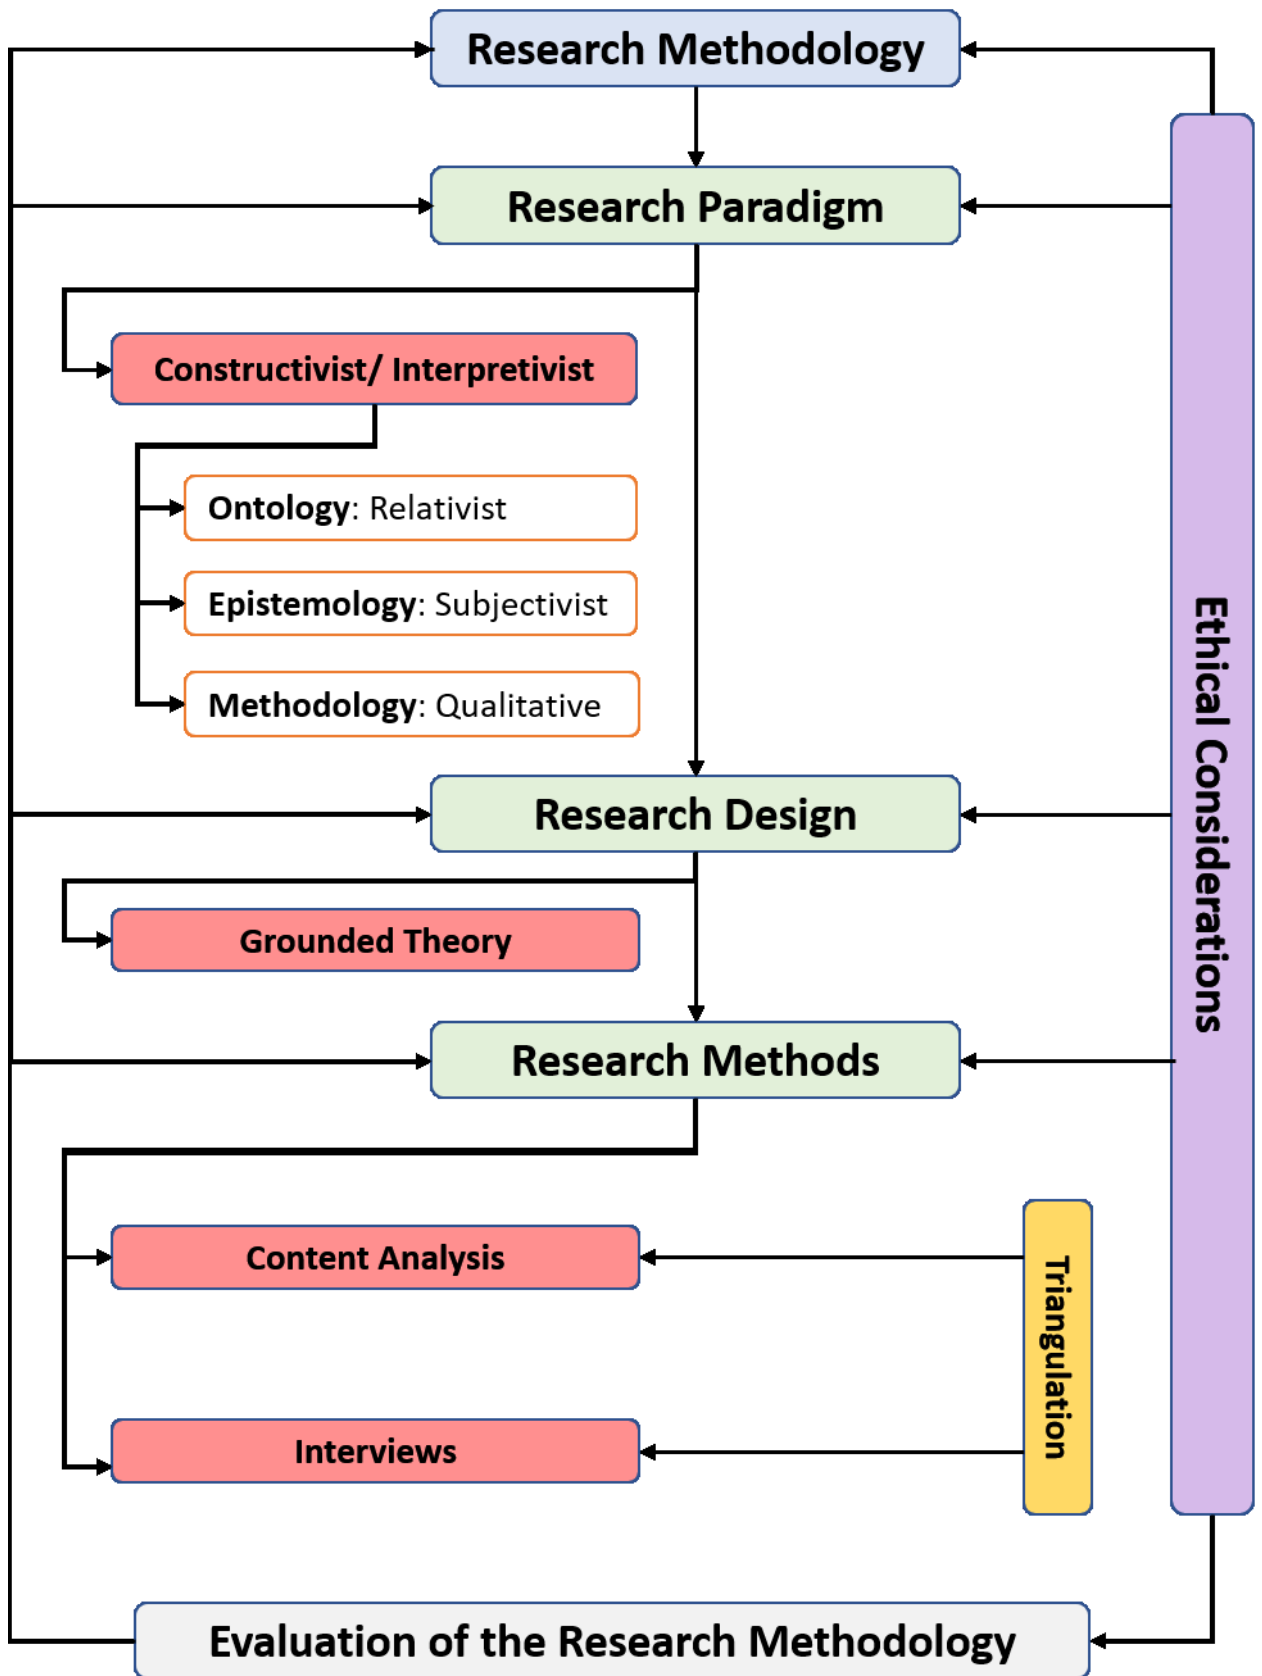 Research Methodology
Research Paradigm
Constructivist/ Interpretivist
Ontology: Relativist
Epistemology: Subjectivist
Methodology: Qualitative
Research Design
Grounded Theory
Research Methods
Content Analysis
Interviews
Triangulation
Ethical Considerations
Evaluation of the Research Methodology